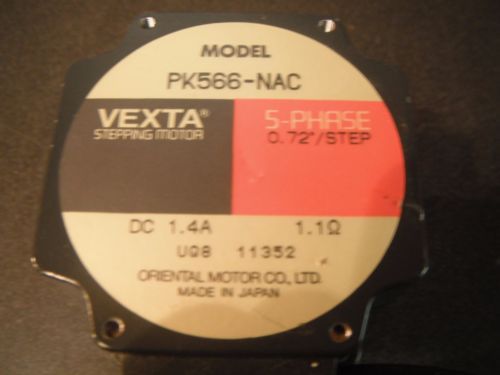 MODEL
PK566-NAC
VEXTA®
STEPPING MOTOR
5-PHASE
0.72°/STEP
DC 1.4A 1.1Ω
UQ8 11352
ORIENTAL MOTOR CO., LTD.
MADE IN JAPAN